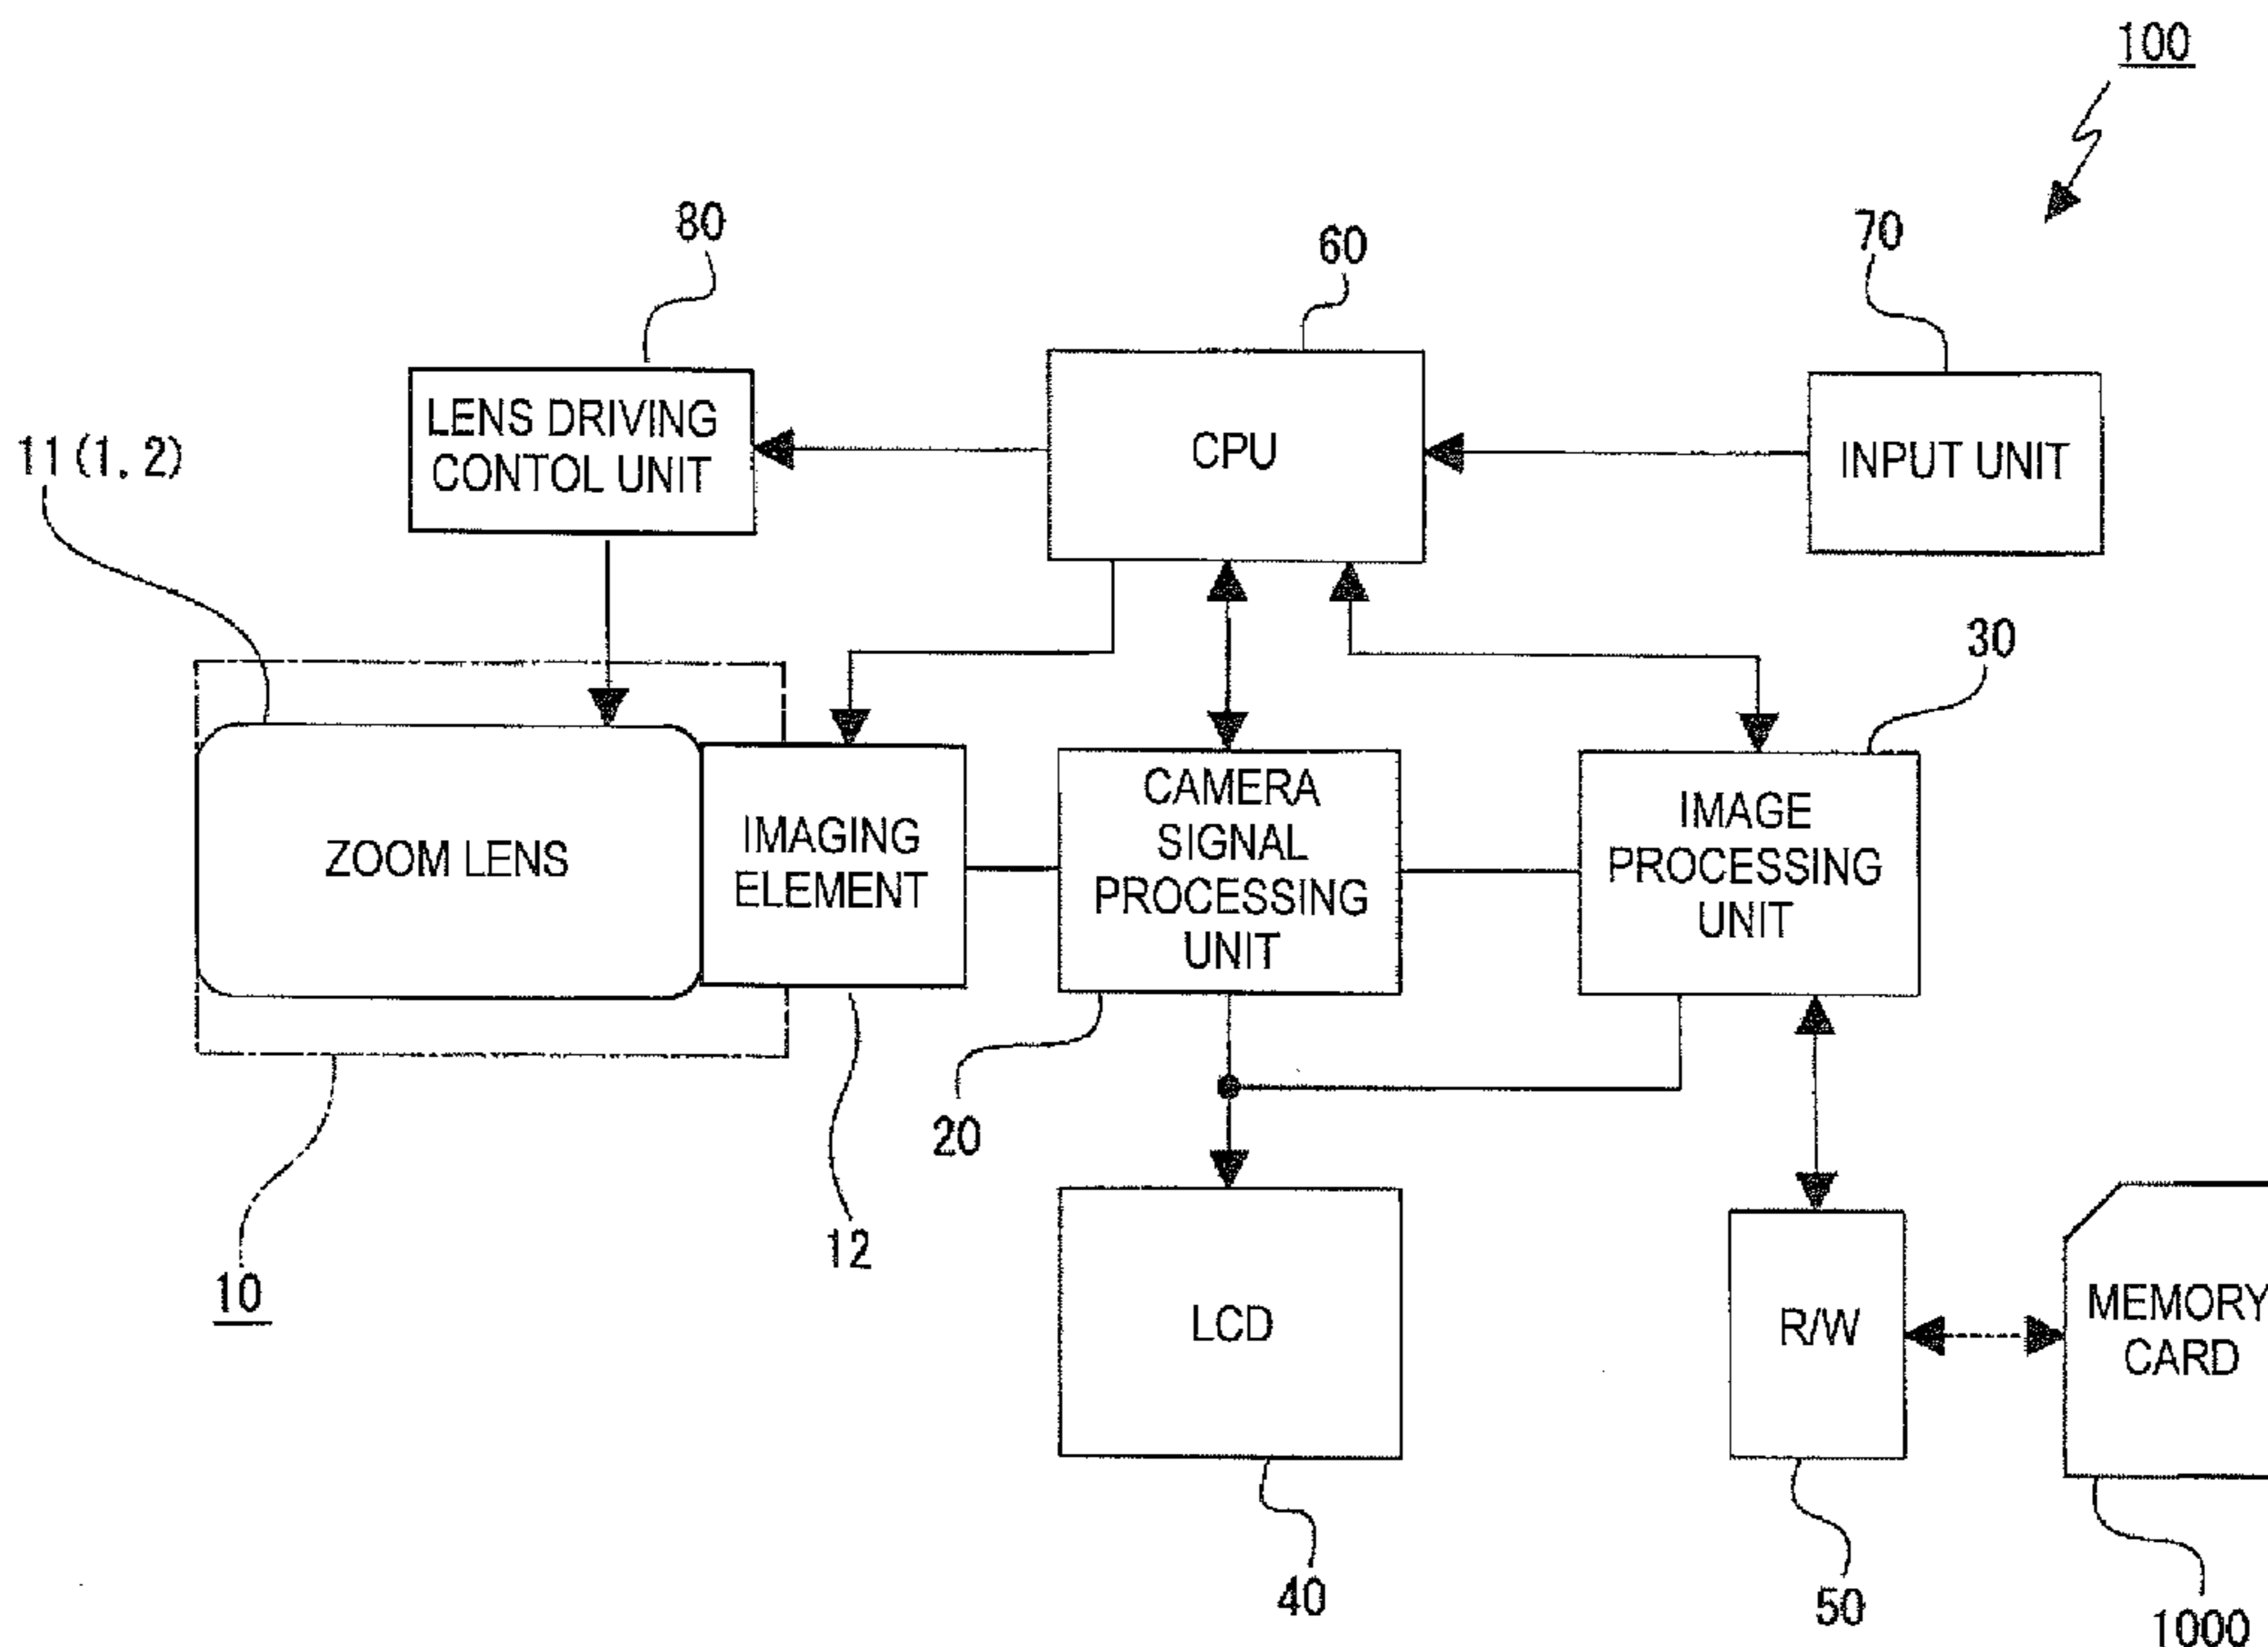 100
80
60
70
LENS DRIVING
CONTOL UNIT
CPU
INPUT UNIT
11(1, 2)
30
ZOOM LENS
IMAGING
ELEMENT
CAMERA
SIGNAL
PROCESSING
UNIT
IMAGE
PROCESSING
UNIT
20
12
10
LCD
R/W
MEMORY
CARD
40
50
1000